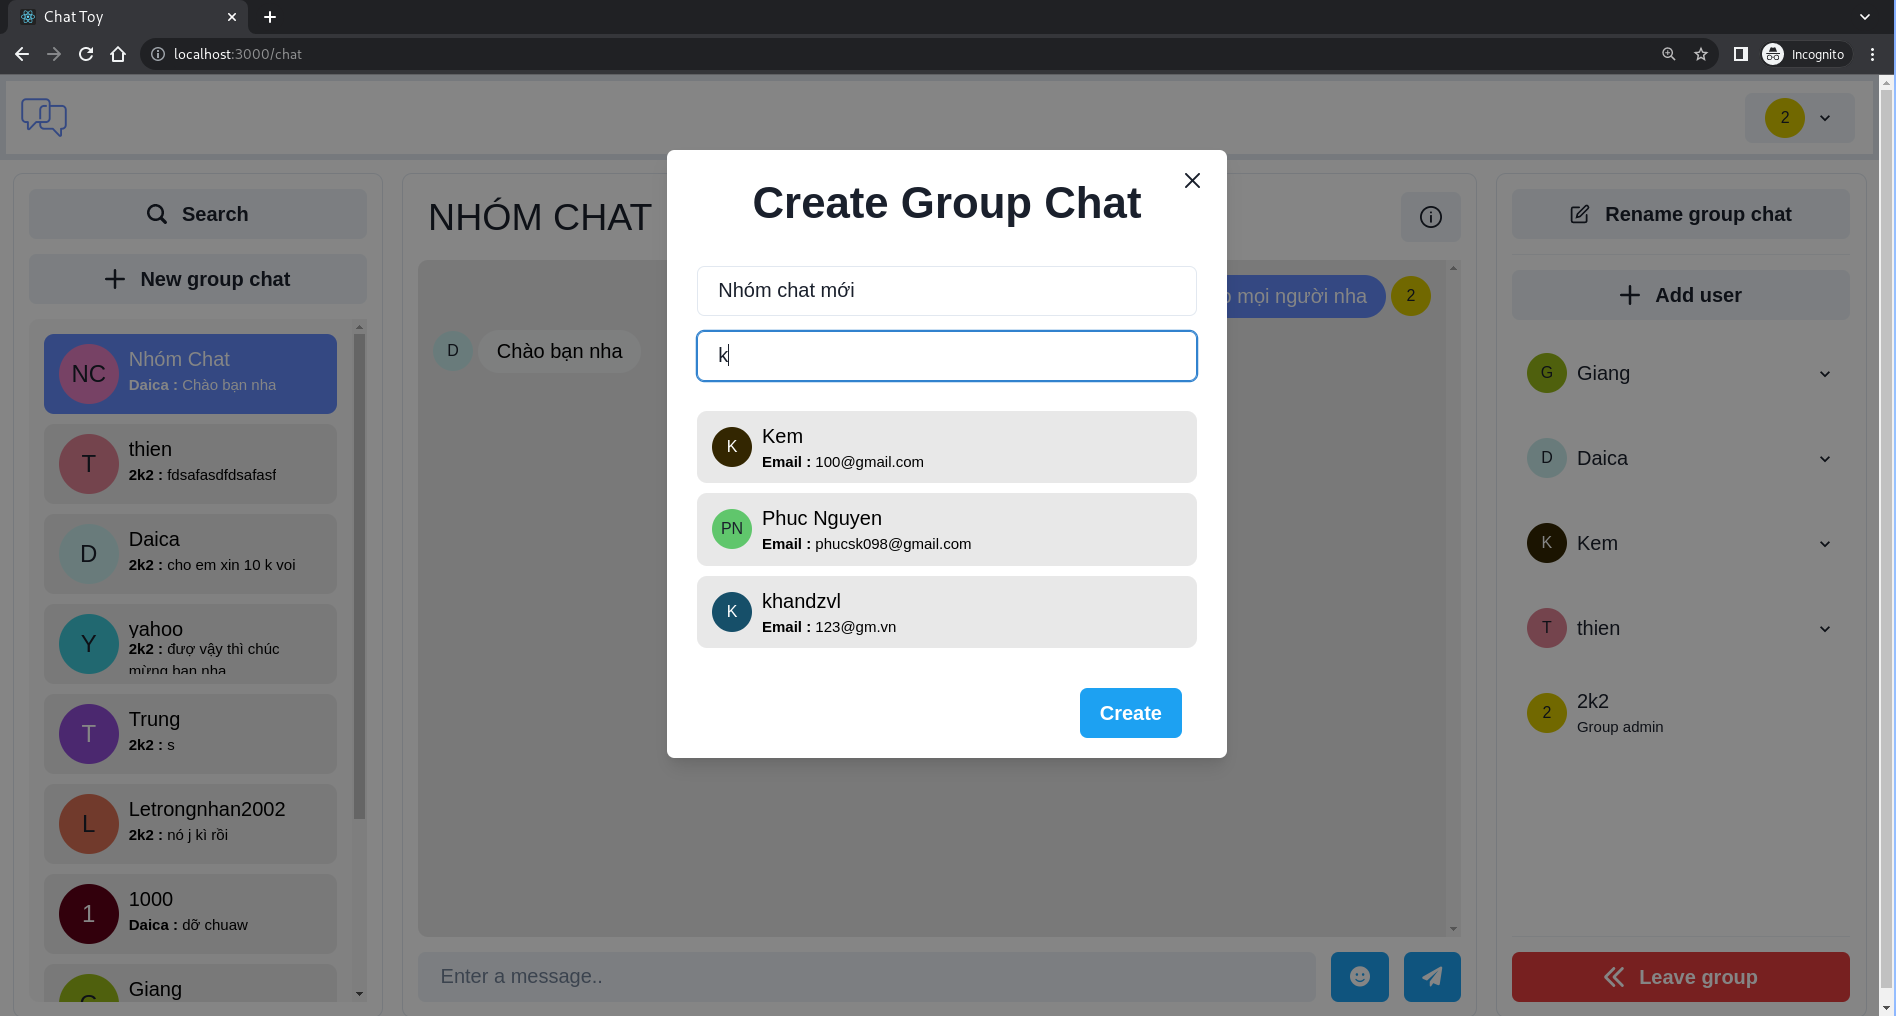 Chat Toy
localhost:3000/chat
Incognito
2
Search
New group chat
NC
Nhóm Chat
Daica : Chào bạn nha
T
thien
2k2 : fdsafasdfdsafasf
D
Daica
2k2 : cho em xin 10 k voi
Y
yahoo
2k2 : đượ vậy thì chúc
mừng bạn nha
T
Trung
2k2 : s
L
Letrongnhan2002
2k2 : nó j kì rồi
1
1000
Daica : dỡ chuaw
G
Giang
NHÓM CHAT
mọi người nha
2
D
Chào bạn nha
Enter a message..
Create Group Chat
Nhóm chat mới
k
K
Kem
Email : 100@gmail.com
PN
Phuc Nguyen
Email : phucsk098@gmail.com
K
khandzvl
Email : 123@gm.vn
Create
Rename group chat
Add user
G
Giang
D
Daica
K
Kem
T
thien
2
2k2
Group admin
Leave group